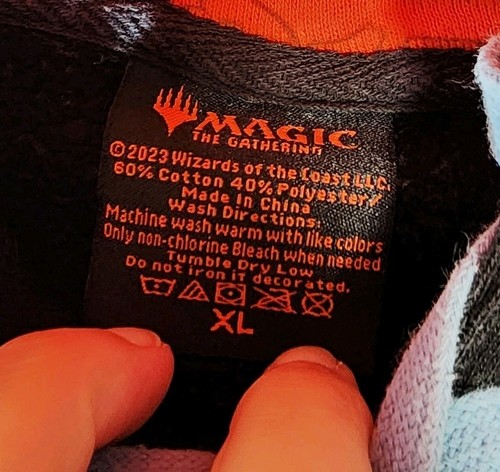 MAGIC
THE GATHERING
©2023 Wizards of the Coast LLC.
60% Cotton 40% Polyester/
Made In China
Wash Directions:
Machine wash warm with like colors
Only non-chlorine Bleach when needed
Tumble Dry Low
Do not iron if decorated.
XL